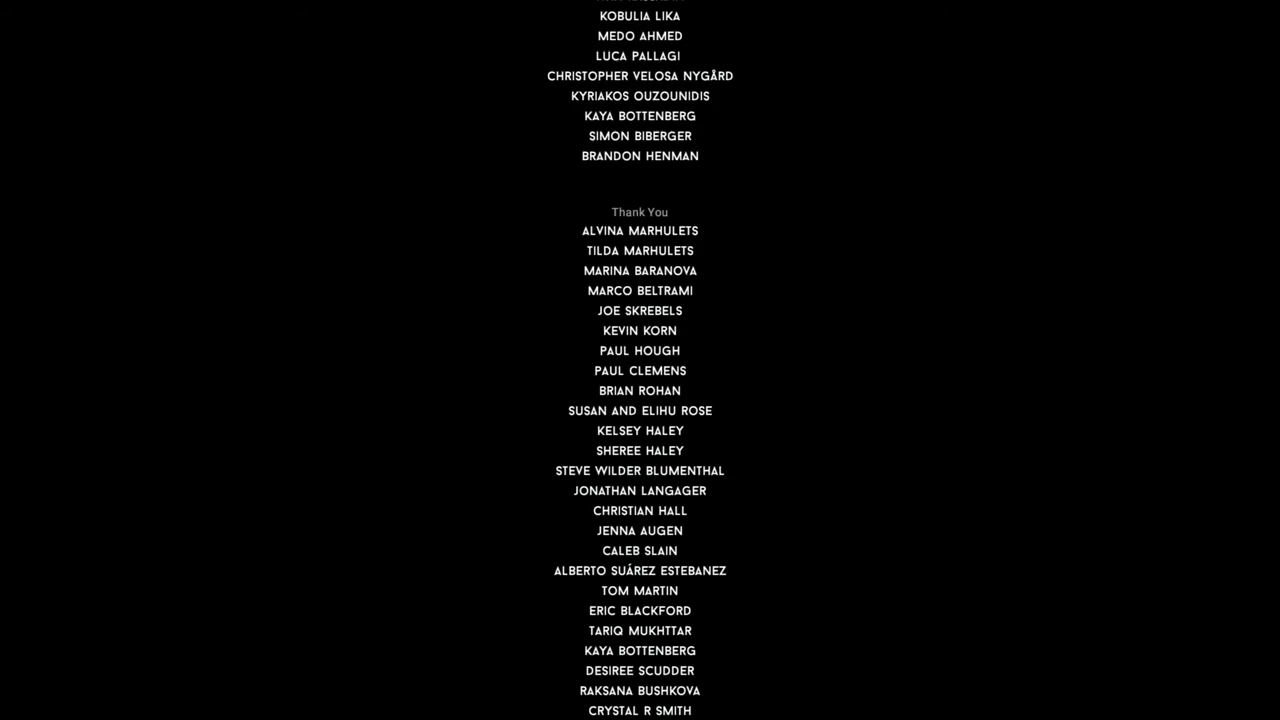 KOBULIA LIKA
MEDO AHMED
LUCA PALLAGI
CHRISTOPHER VELOSA NYGÅRD
KYRIAKOS OUZOUNIDIS
KAYA BOTTENBERG
SIMON BIBERGER
BRANDON HENMAN
Thank You
ALVINA MARHULETS
TILDA MARHULETS
MARINA BARANOVA
MARCO BELTRAMI
JOE SKREBELS
KEVIN KORN
PAUL HOUGH
PAUL CLEMENS
BRIAN ROHAN
SUSAN AND ELIHU ROSE
KELSEY HALEY
SHEREE HALEY
STEVE WILDER BLUMENTHAL
JONATHAN LANGAGER
CHRISTIAN HALL
JENNA AUGEN
CALEB SLAIN
ALBERTO SUÁREZ ESTEBANEZ
TOM MARTIN
ERIC BLACKFORD
TARIQ MUKHTTAR
KAYA BOTTENBERG
DESIREE SCUDDER
RAKSANA BUSHKOVA
CRYSTAL R SMITH